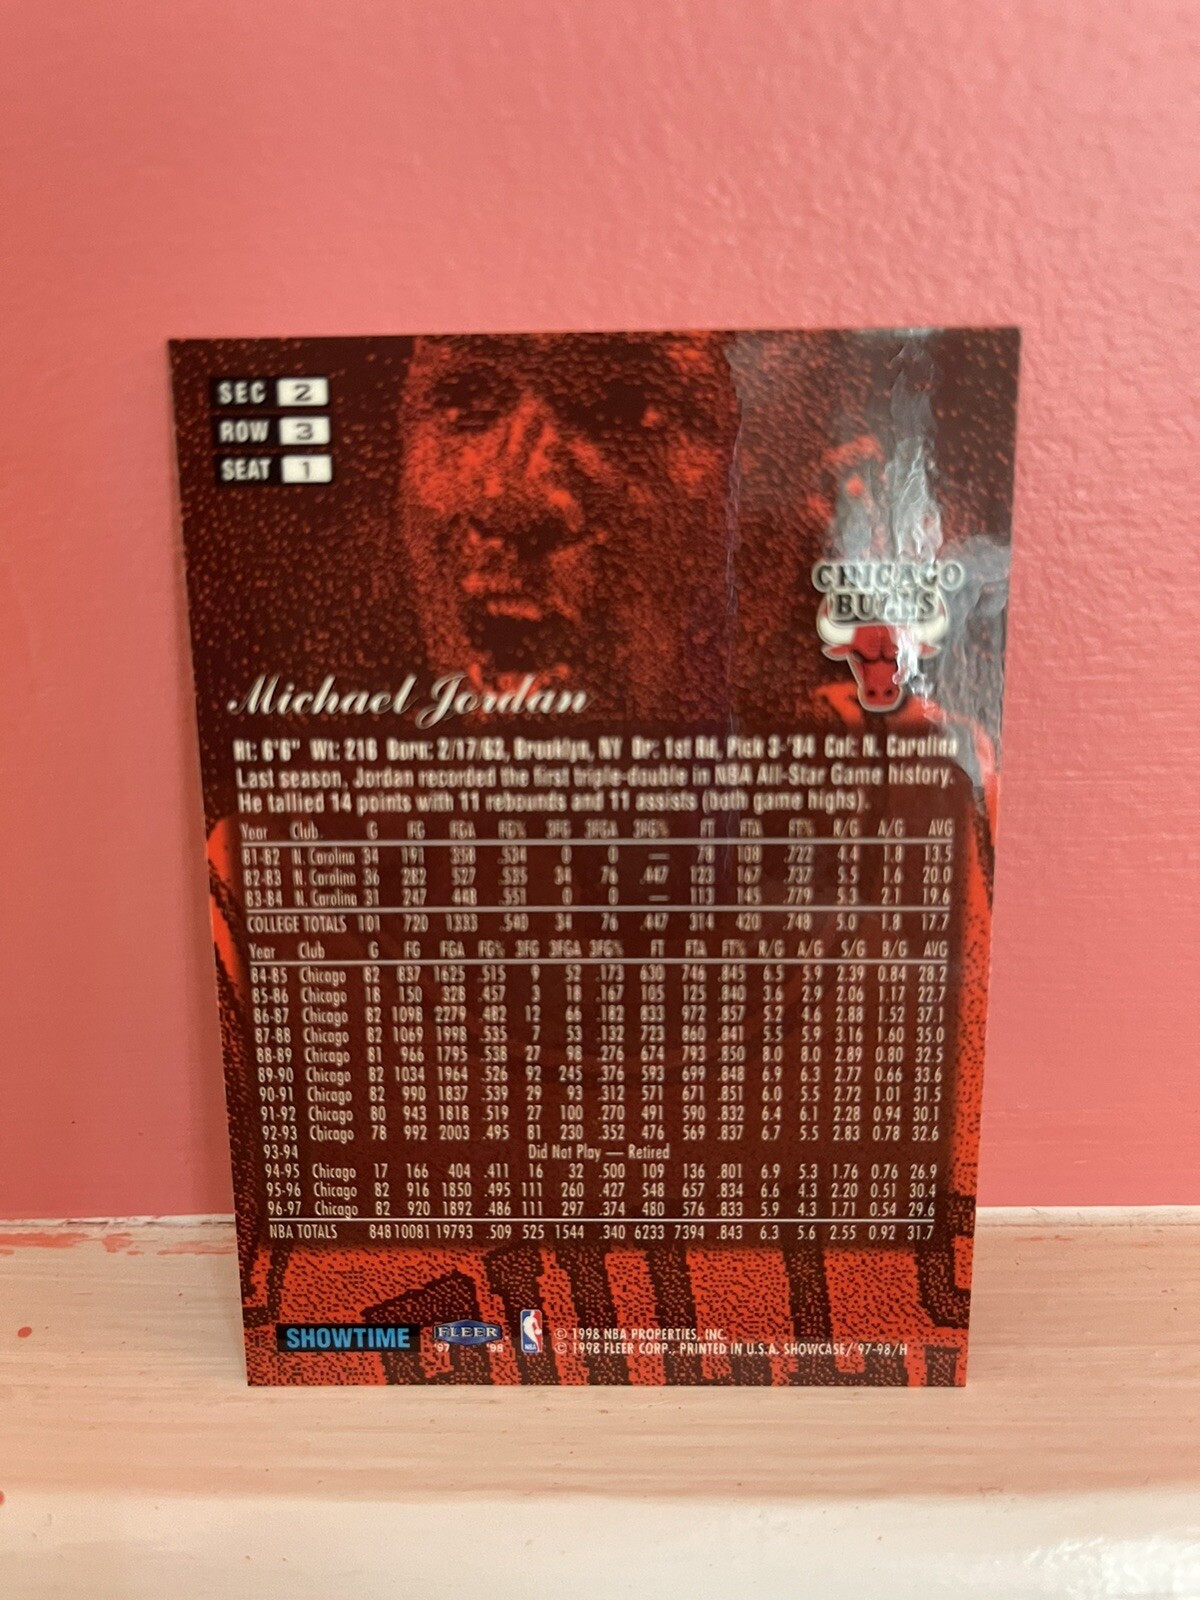 SEC 2
ROW 3
SEAT 1
CHICAGO
BULLS
Michael Jordan
Ht: 6'6" Wt: 216 Born: 2/17/63, Brooklyn, NY Dr: 1st Rd, Pick 3-'84 Col: N. Carolina
Last season, Jordan recorded the first triple-double in NBA All-Star Game history.
He tallied 14 points with 11 rebounds and 11 assists (both game highs).
Year Club G FG FGA FG% 3FG 3FGA 3FG% FT FTA FT% R/G A/G AVG
81-82 N. Carolina 34 191 358 .534 0 0 — 78 108 .722 4.4 1.8 13.5
82-83 N. Carolina 36 282 527 .535 34 76 .447 123 167 .737 5.5 1.6 20.0
83-84 N. Carolina 31 247 448 .551 0 0 — 113 145 .779 5.3 2.1 19.6
COLLEGE TOTALS 101 720 1333 .540 34 76 .447 314 420 .748 5.0 1.8 17.7
Year Club G FG FGA FG% 3FG 3FGA 3FG% FT FTA FT% R/G A/G S/G B/G AVG
84-85 Chicago 82 837 1625 .515 9 52 .173 630 746 .845 6.5 5.9 2.39 0.84 28.2
85-86 Chicago 18 150 328 .457 3 18 .167 105 125 .840 3.6 2.9 2.06 1.17 22.7
86-87 Chicago 82 1098 2279 .482 12 66 .182 833 972 .857 5.2 4.6 2.88 1.52 37.1
87-88 Chicago 82 1069 1998 .535 7 53 .132 723 860 .841 5.5 5.9 3.16 1.60 35.0
88-89 Chicago 81 966 1795 .538 27 98 .276 674 793 .850 8.0 8.0 2.89 0.80 32.5
89-90 Chicago 82 1034 1964 .526 92 245 .376 593 699 .848 6.9 6.3 2.77 0.66 33.6
90-91 Chicago 82 990 1837 .539 29 93 .312 571 671 .851 6.0 5.5 2.72 1.01 31.5
91-92 Chicago 80 943 1818 .519 27 100 .270 491 590 .832 6.4 6.1 2.28 0.94 30.1
92-93 Chicago 78 992 2003 .495 81 230 .352 476 569 .837 6.7 5.5 2.83 0.78 32.6
93-94 Did Not Play — Retired
94-95 Chicago 17 166 404 .411 16 32 .500 109 136 .801 6.9 5.3 1.76 0.76 26.9
95-96 Chicago 82 916 1850 .495 111 260 .427 548 657 .834 6.6 4.3 2.20 0.51 30.4
96-97 Chicago 82 920 1892 .486 111 297 .374 480 576 .833 5.9 4.3 1.71 0.54 29.6
NBA TOTALS 848 10081 19793 .509 525 1544 .340 6233 7394 .843 6.3 5.6 2.55 0.92 31.7
SHOWTIME FLEER '97 '98 NBA
© 1998 NBA PROPERTIES, INC.
© 1998 FLEER CORP., PRINTED IN U.S.A. SHOWCASE/'97-98/H